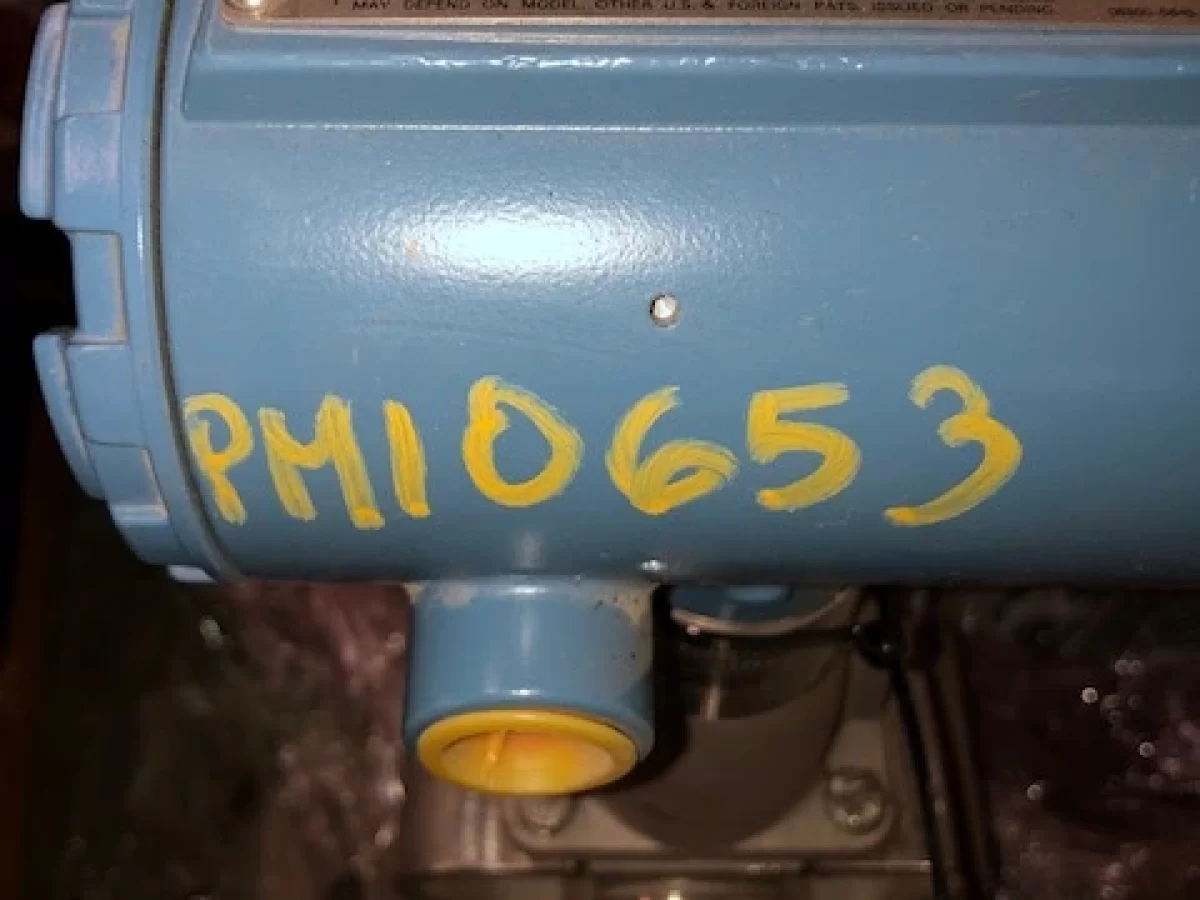 MAY DEPEND ON MODEL. OTHER U.S. & FOREIGN PATS. ISSUED OR PENDING
PM10653